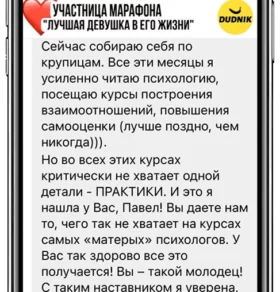 УЧАСТНИЦА МАРАФОНА
"ЛУЧШАЯ ДЕВУШКА В ЕГО ЖИЗНИ"
DUDNIK
Сейчас собираю себя по
крупицам. Все эти месяцы я
усиленно читаю психологию,
посещаю курсы построения
взаимоотношений, повышения
самооценки (лучше поздно, чем
никогда))).
Но во всех этих курсах
критически не хватает одной
детали - ПРАКТИКИ. И это я
нашла у Вас, Павел! Вы даете нам
то, чего так не хватает на курсах
самых «матерых» психологов. У
Вас так здорово все это
получается! Вы – такой молодец!
С таким наставником я уверена,